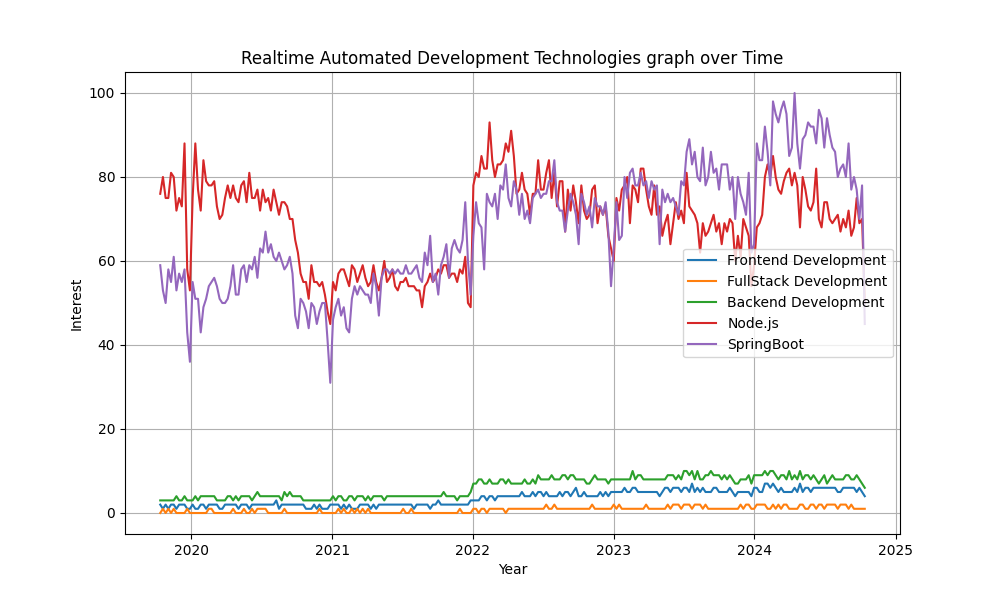 Realtime Automated Development Technologies graph over Time
100
80
60
40
20
0
Interest
Frontend Development
FullStack Development
Backend Development
Node.js
SpringBoot
2020 2021 2022 2023 2024 2025
Year